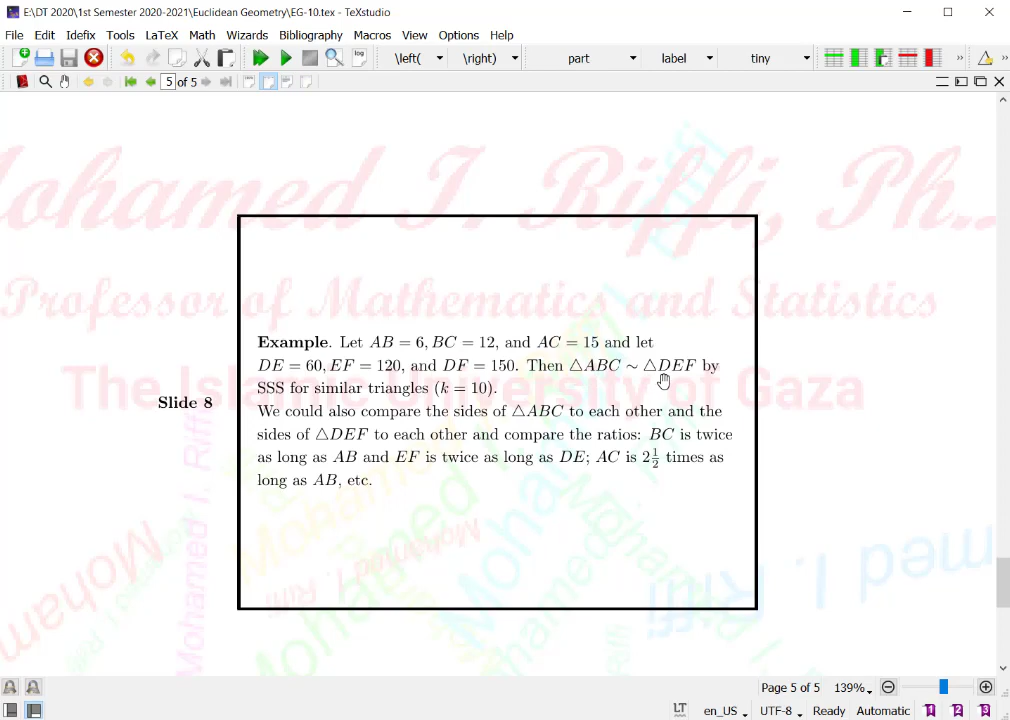 E:\DT 2020\1st Semester 2020-2021\Euclidean Geometry\EG-10.tex - TeXstudio
File Edit Idefix Tools LaTeX Math Wizards Bibliography Macros View Options Help
log \left( \right) part label tiny
5 of 5
Mohamed I. Riffi, Ph..
Professor of Mathematics and Statistics
The Islamic University of Gaza
Slide 8
Example. Let AB = 6, BC = 12, and AC = 15 and let
DE = 60, EF = 120, and DF = 150. Then △ABC ∼ △DEF by
SSS for similar triangles (k = 10).
We could also compare the sides of △ABC to each other and the
sides of △DEF to each other and compare the ratios: BC is twice
as long as AB and EF is twice as long as DE; AC is 2½ times as
long as AB, etc.
Page 5 of 5 139%
LT en_US UTF-8 Ready Automatic 1 2 3